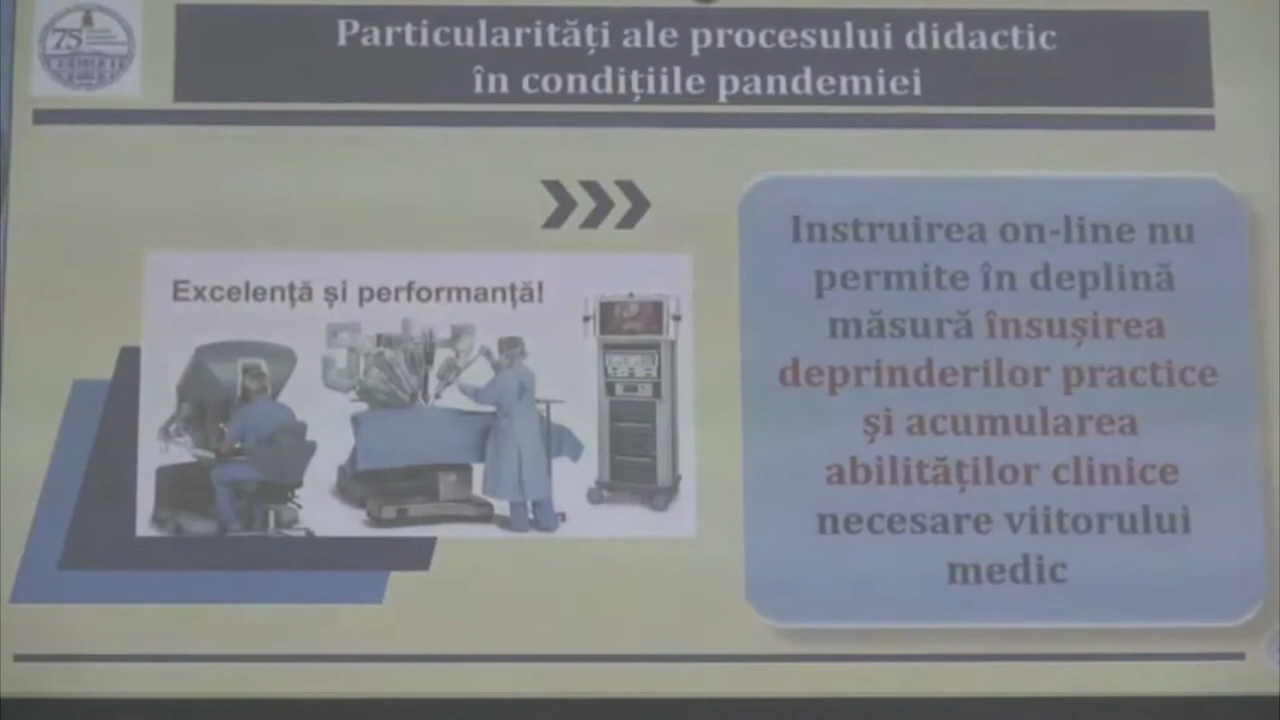 75
Particularități ale procesului didactic
în condițiile pandemiei
Excelență și performanță!
Instruirea on-line nu
permite în deplină
măsură însușirea
deprinderilor practice
și acumularea
abilităților clinice
necesare viitorului
medic